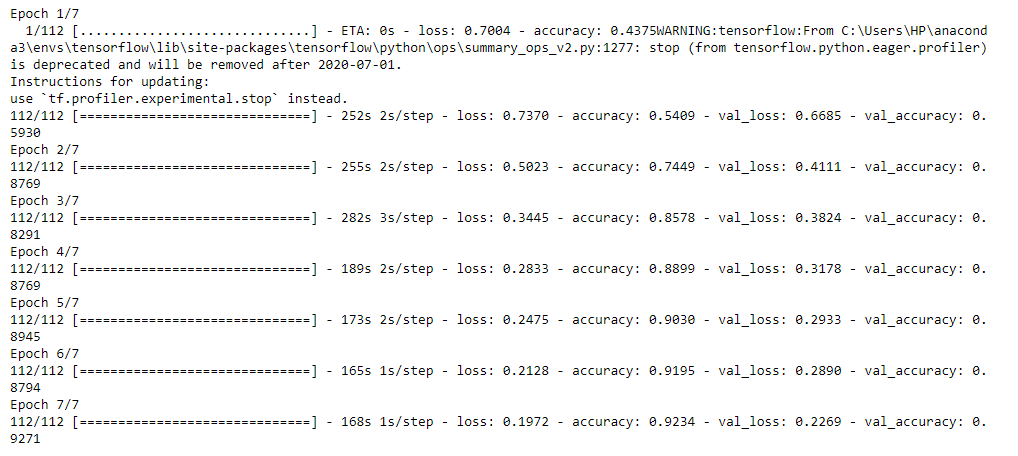 Epoch 1/7
  1/112 [..............................] - ETA: 0s - loss: 0.7004 - accuracy: 0.4375WARNING:tensorflow:From C:\Users\HP\anacond
a3\envs\tensorflow\lib\site-packages\tensorflow\python\ops\summary_ops_v2.py:1277: stop (from tensorflow.python.eager.profiler)
is deprecated and will be removed after 2020-07-01.
Instructions for updating:
use `tf.profiler.experimental.stop` instead.
112/112 [==============================] - 252s 2s/step - loss: 0.7370 - accuracy: 0.5409 - val_loss: 0.6685 - val_accuracy: 0.
5930
Epoch 2/7
112/112 [==============================] - 255s 2s/step - loss: 0.5023 - accuracy: 0.7449 - val_loss: 0.4111 - val_accuracy: 0.
8769
Epoch 3/7
112/112 [==============================] - 282s 3s/step - loss: 0.3445 - accuracy: 0.8578 - val_loss: 0.3824 - val_accuracy: 0.
8291
Epoch 4/7
112/112 [==============================] - 189s 2s/step - loss: 0.2833 - accuracy: 0.8899 - val_loss: 0.3178 - val_accuracy: 0.
8769
Epoch 5/7
112/112 [==============================] - 173s 2s/step - loss: 0.2475 - accuracy: 0.9030 - val_loss: 0.2933 - val_accuracy: 0.
8945
Epoch 6/7
112/112 [==============================] - 165s 1s/step - loss: 0.2128 - accuracy: 0.9195 - val_loss: 0.2890 - val_accuracy: 0.
8794
Epoch 7/7
112/112 [==============================] - 168s 1s/step - loss: 0.1972 - accuracy: 0.9234 - val_loss: 0.2269 - val_accuracy: 0.
9271